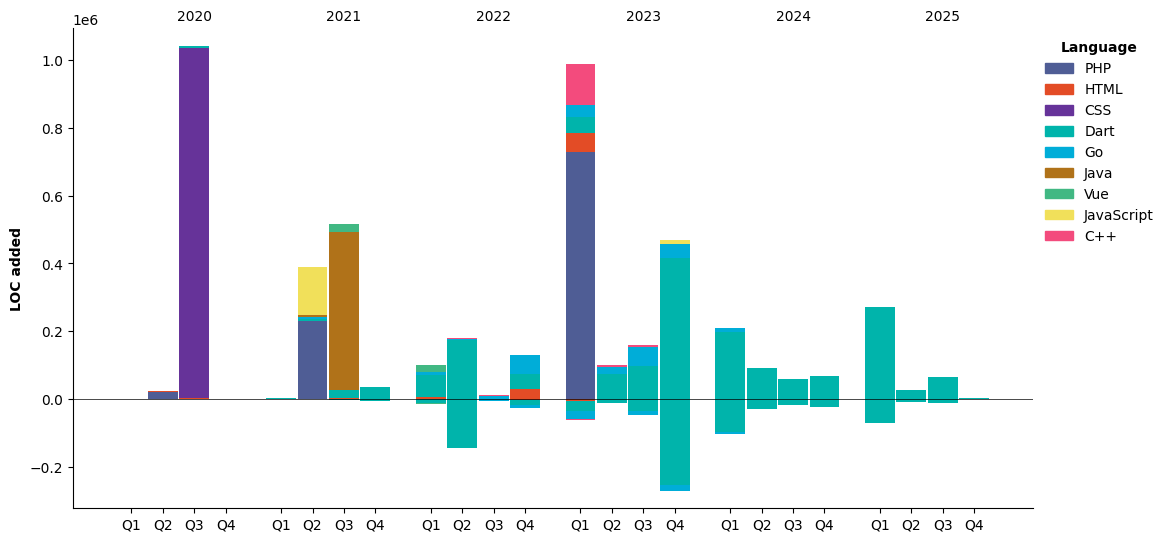 1e6
2020 2021 2022 2023 2024 2025
Language
PHP
HTML
CSS
Dart
Go
Java
Vue
JavaScript
C++
LOC added
1.0
0.8
0.6
0.4
0.2
0.0
−0.2
Q1 Q2 Q3 Q4 Q1 Q2 Q3 Q4 Q1 Q2 Q3 Q4 Q1 Q2 Q3 Q4 Q1 Q2 Q3 Q4 Q1 Q2 Q3 Q4